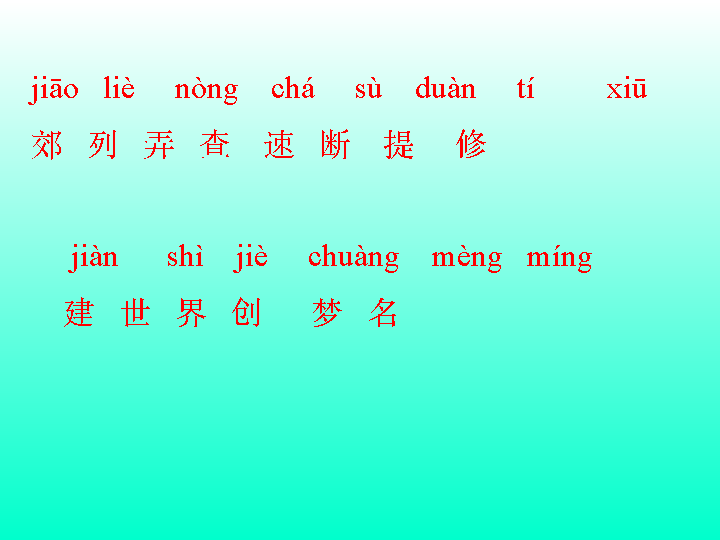 jiāo liè nòng chá sù duàn tí xiū
郊 列 弄 查 速 断 提 修
jiàn shì jiè chuàng mèng míng
建 世 界 创 梦 名